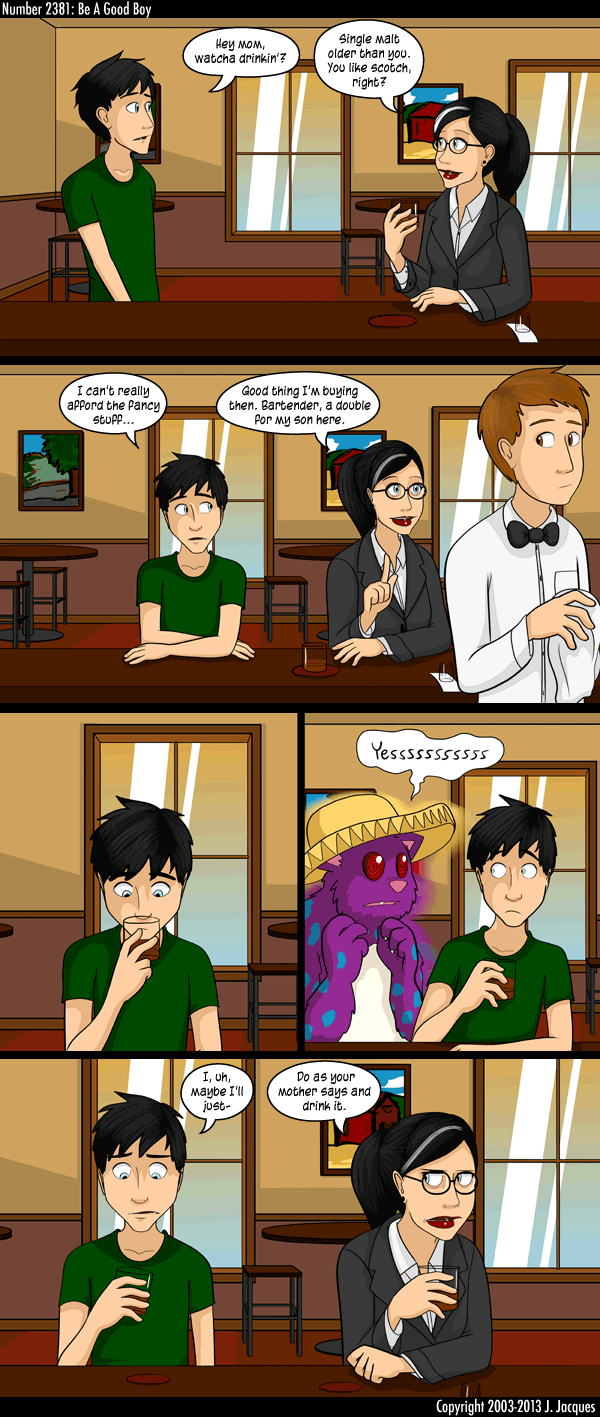 Number 2381: Be A Good Boy
Hey mom,
watcha drinkin'?
Single malt
older than you.
You like scotch,
right?
I can't really
afford the fancy
stuff...
Good thing I'm buying
then. Bartender, a double
for my son here.
Yesssssssssss
I, uh,
maybe I'll
just-
Do as your
mother says and
drink it.
Copyright 2003-2013 J. Jacques